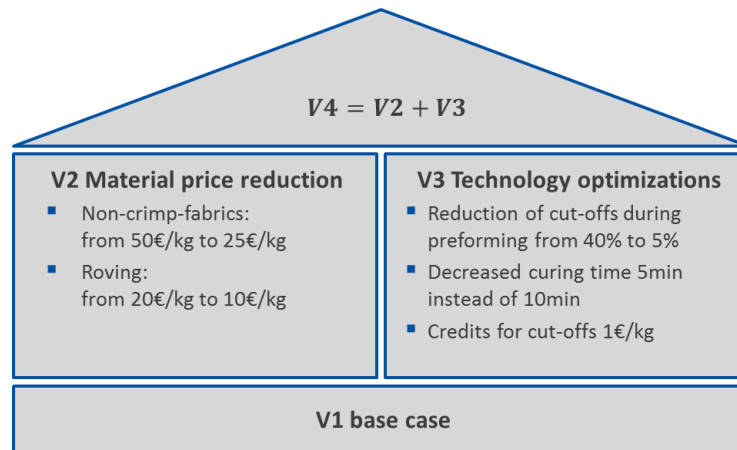 V4 = V2 + V3
V2 Material price reduction
▪ Non-crimp-fabrics:
from 50€/kg to 25€/kg
▪ Roving:
from 20€/kg to 10€/kg
V3 Technology optimizations
▪ Reduction of cut-offs during
preforming from 40% to 5%
▪ Decreased curing time 5min
instead of 10min
▪ Credits for cut-offs 1€/kg
V1 base case